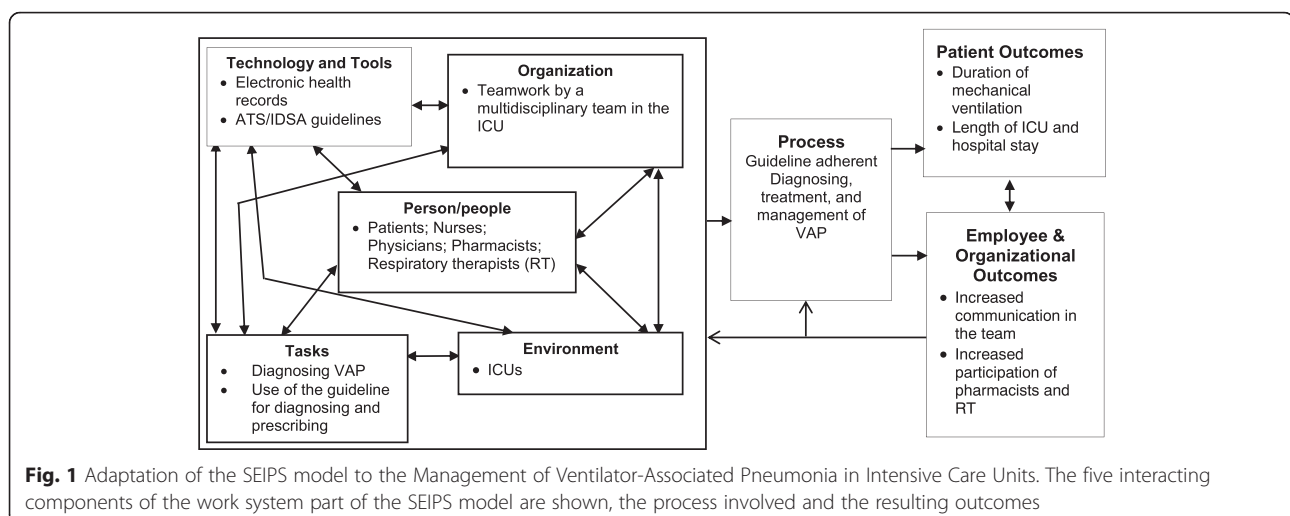 Technology and Tools
• Electronic health
records
• ATS/IDSA guidelines
Organization
• Teamwork by a
multidisciplinary team in the
ICU
Person/people
• Patients; Nurses;
Physicians; Pharmacists;
Respiratory therapists (RT)
Tasks
• Diagnosing VAP
• Use of the guideline
for diagnosing and
prescribing
Environment
• ICUs
Process
Guideline adherent
Diagnosing,
treatment, and
management of
VAP
Patient Outcomes
• Duration of
mechanical
ventilation
• Length of ICU and
hospital stay
Employee &
Organizational
Outcomes
• Increased
communication in
the team
• Increased
participation of
pharmacists and
RT
Fig. 1 Adaptation of the SEIPS model to the Management of Ventilator-Associated Pneumonia in Intensive Care Units. The five interacting
components of the work system part of the SEIPS model are shown, the process involved and the resulting outcomes